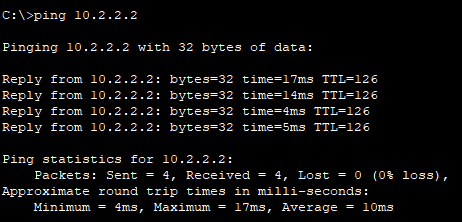 C:\>ping 10.2.2.2
Pinging 10.2.2.2 with 32 bytes of data:
Reply from 10.2.2.2: bytes=32 time=17ms TTL=126
Reply from 10.2.2.2: bytes=32 time=14ms TTL=126
Reply from 10.2.2.2: bytes=32 time=4ms TTL=126
Reply from 10.2.2.2: bytes=32 time=5ms TTL=126
Ping statistics for 10.2.2.2:
    Packets: Sent = 4, Received = 4, Lost = 0 (0% loss),
Approximate round trip times in milli-seconds:
    Minimum = 4ms, Maximum = 17ms, Average = 10ms